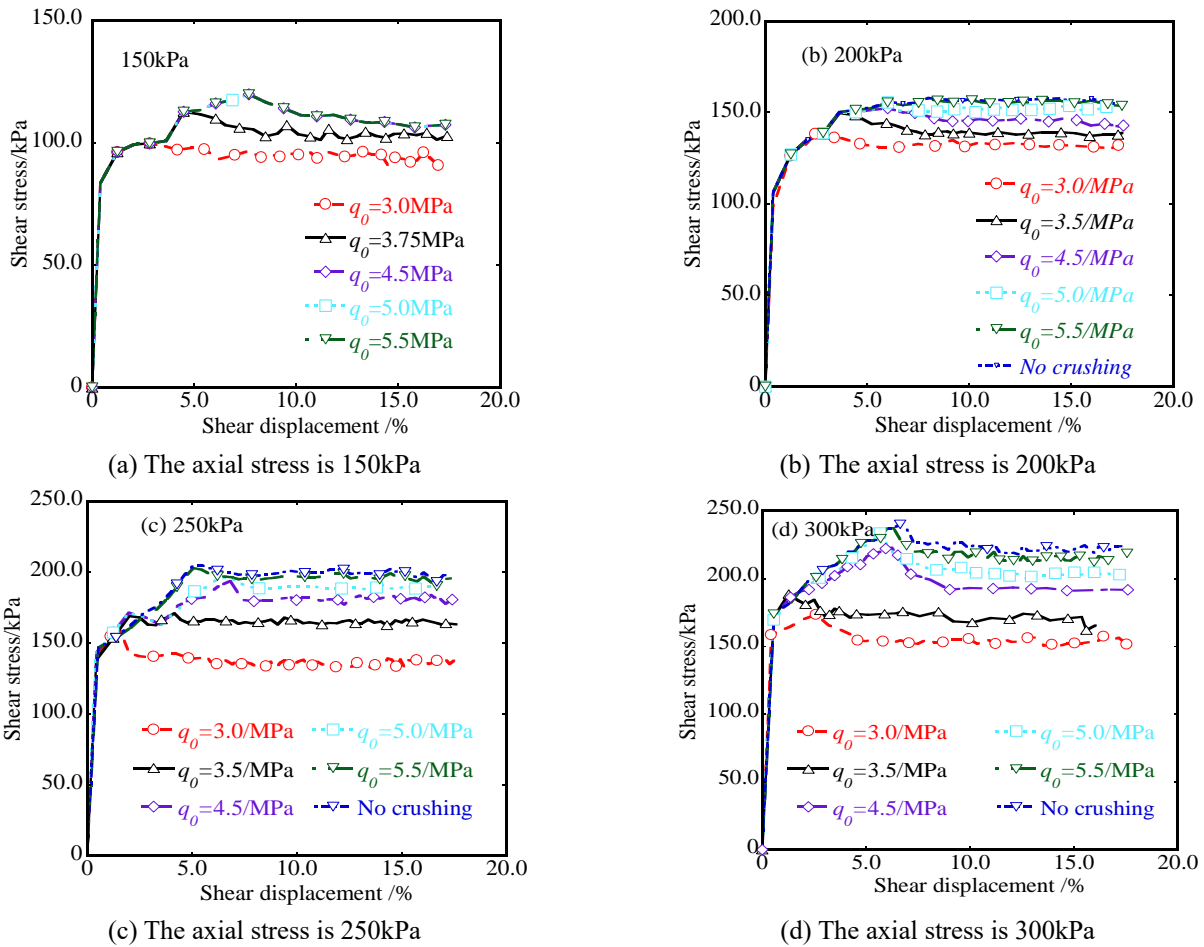 150.0
150kPa
100.0
Shear stress/kPa
50.0
0
q0=3.0MPa
q0=3.75MPa
q0=4.5MPa
q0=5.0MPa
q0=5.5MPa
0 5.0 10.0 15.0 20.0
Shear displacement /%
(a) The axial stress is 150kPa
200.0
(b) 200kPa
150.0
Shear stress/kPa
100.0
50.0
0
q0=3.0/MPa
q0=3.5/MPa
q0=4.5/MPa
q0=5.0/MPa
q0=5.5/MPa
No crushing
0 5.0 10.0 15.0 20.0
Shear displacement /%
(b) The axial stress is 200kPa
250.0
(c) 250kPa
200.0
150.0
Shear stress/kPa
100.0
50.0
0
q0=3.0/MPa q0=5.0/MPa
q0=3.5/MPa q0=5.5/MPa
q0=4.5/MPa No crushing
0 5.0 10.0 15.0 20.0
Shear displacement /%
(c) The axial stress is 250kPa
250.0
(d) 300kPa
200.0
150.0
Shear stress/kPa
100.0
50.0
0
q0=3.0/MPa q0=5.0/MPa
q0=3.5/MPa q0=5.5/MPa
q0=4.5/MPa No crushing
0 5.0 10.0 15.0 20.0
Shear displacement /%
(d) The axial stress is 300kPa